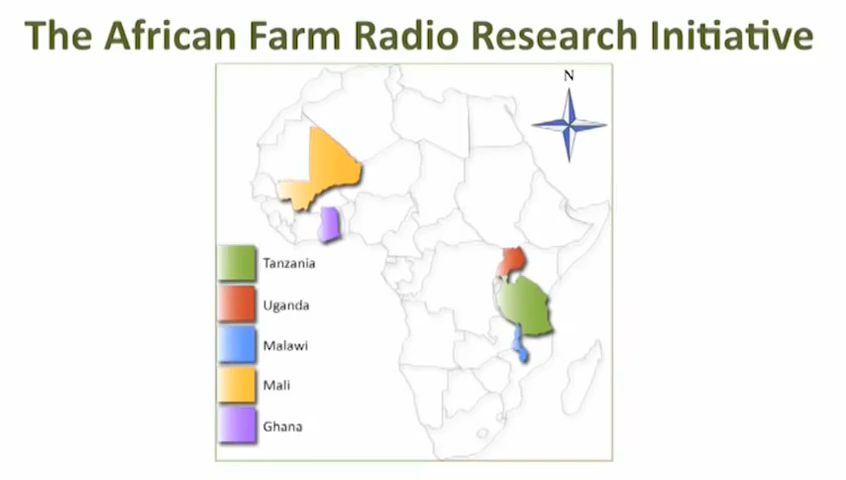 The African Farm Radio Research Initiative
N
Tanzania
Uganda
Malawi
Mali
Ghana